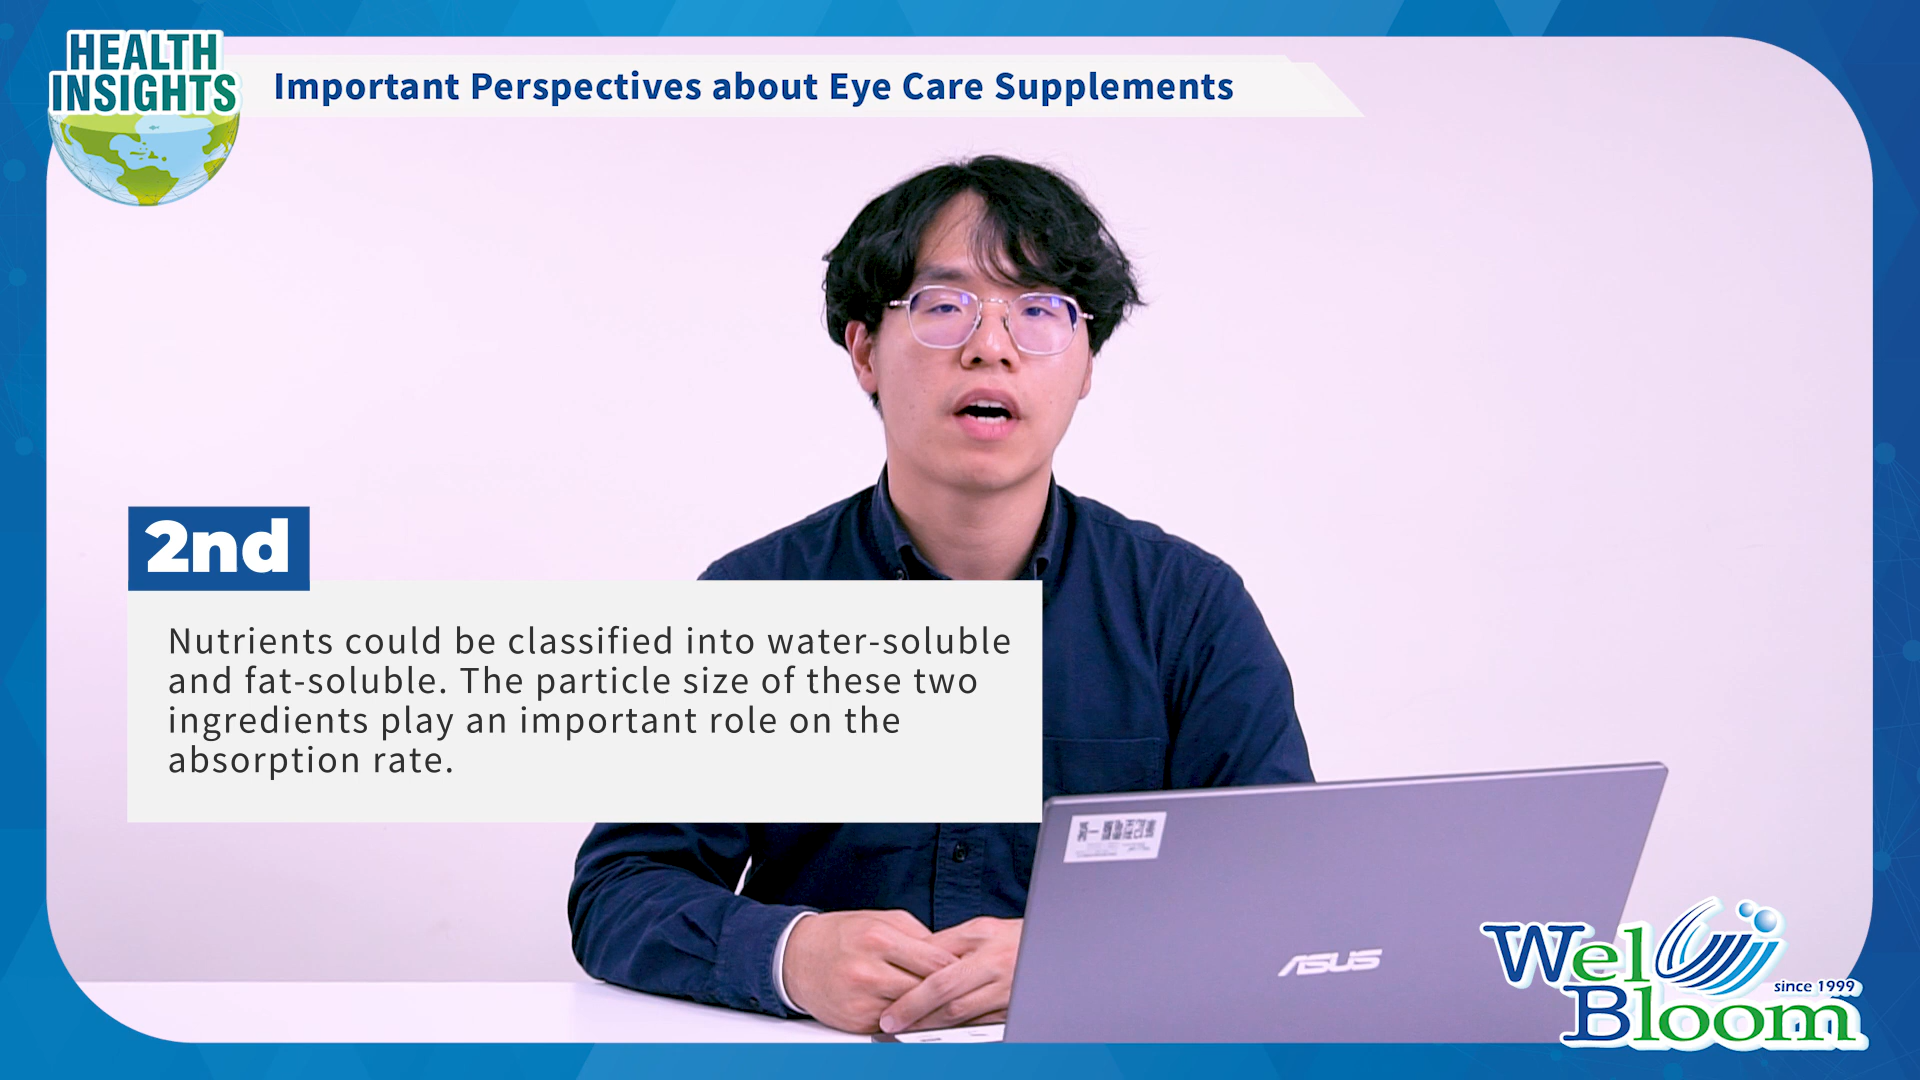 HEALTH
INSIGHTS
Important Perspectives about Eye Care Supplements
2nd
Nutrients could be classified into water-soluble
and fat-soluble. The particle size of these two
ingredients play an important role on the
absorption rate.
ASUS
Wel
since 1999
Bloom